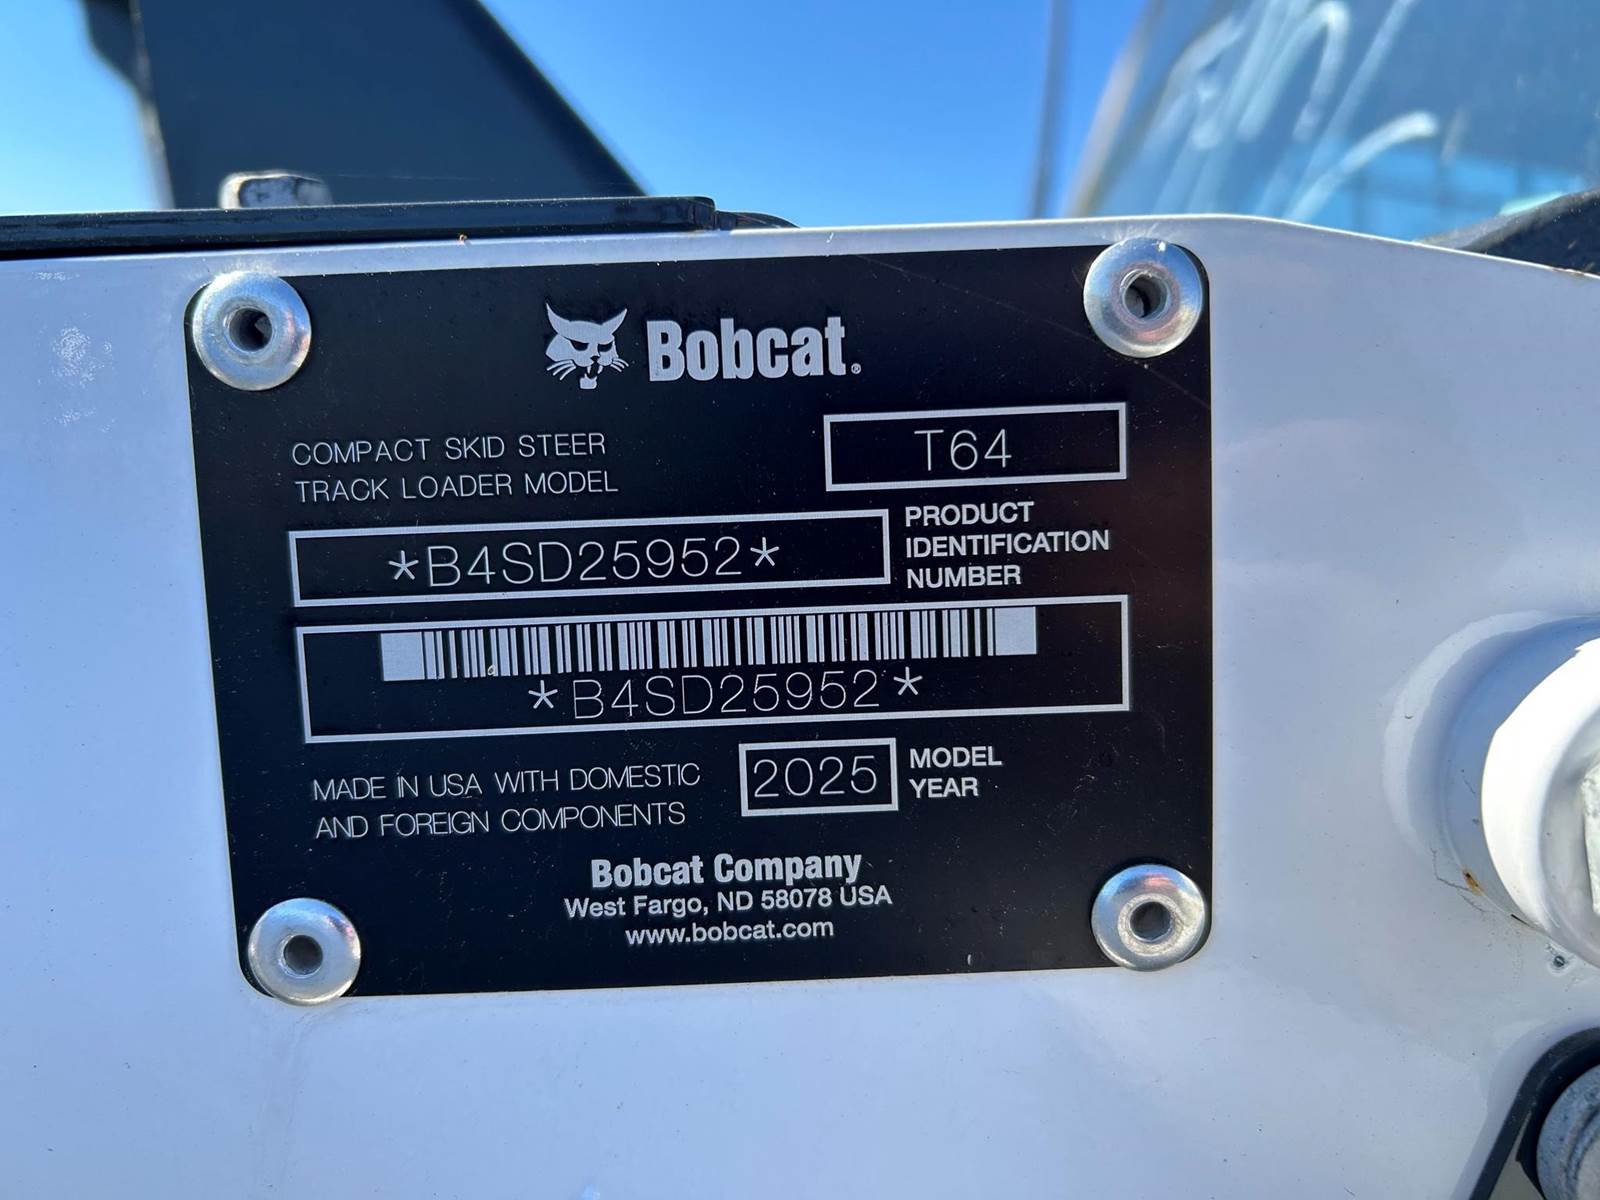 Bobcat®
COMPACT SKID STEER
TRACK LOADER MODEL
T64
*B4SD25952*
PRODUCT
IDENTIFICATION
NUMBER
*B4SD25952*
MADE IN USA WITH DOMESTIC
AND FOREIGN COMPONENTS
2025
MODEL
YEAR
Bobcat Company
West Fargo, ND 58078 USA
www.bobcat.com